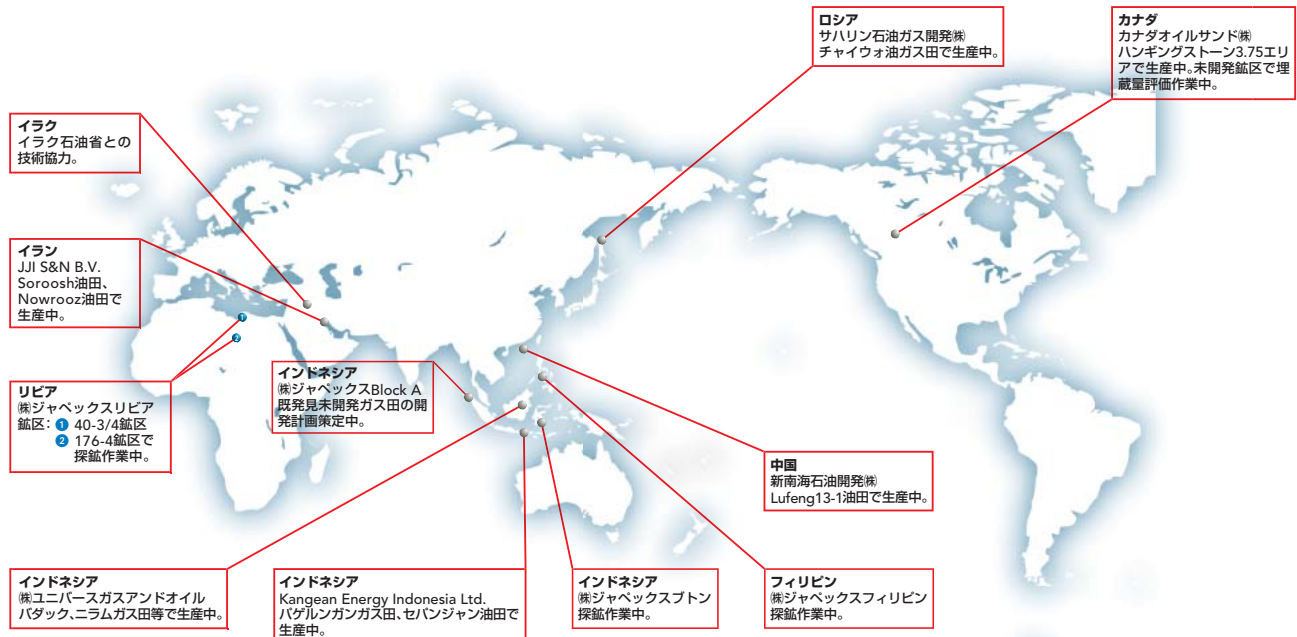 ロシア
サハリン石油ガス開発㈱
チャイウォ油ガス田で生産中。
カナダ
カナダオイルサンド㈱
ハンギングストーン3.75エリ
アで生産中。未開発鉱区で埋
蔵量評価作業中。
イラク
イラク石油省との
技術協力。
イラン
JJI S&N B.V.
Soroosh油田、
Nowrooz油田で
生産中。
リビア
㈱ジャペックスリビア
鉱区：❶ 40-3/4鉱区
❷ 176-4鉱区で
探鉱作業中。
❶
❷
インドネシア
㈱ジャペックスBlock A
既発見未開発ガス田の開
発計画策定中。
中国
新南海石油開発㈱
Lufeng13-1油田で生産中。
インドネシア
㈱ユニバースガスアンドオイル
バダック、ニラムガス田等で生産中。
インドネシア
Kangean Energy Indonesia Ltd.
パゲルンガンガス田、セパンジャン油田で
生産中。
インドネシア
㈱ジャペックスブトン
探鉱作業中。
フィリピン
㈱ジャペックスフィリピン
探鉱作業中。